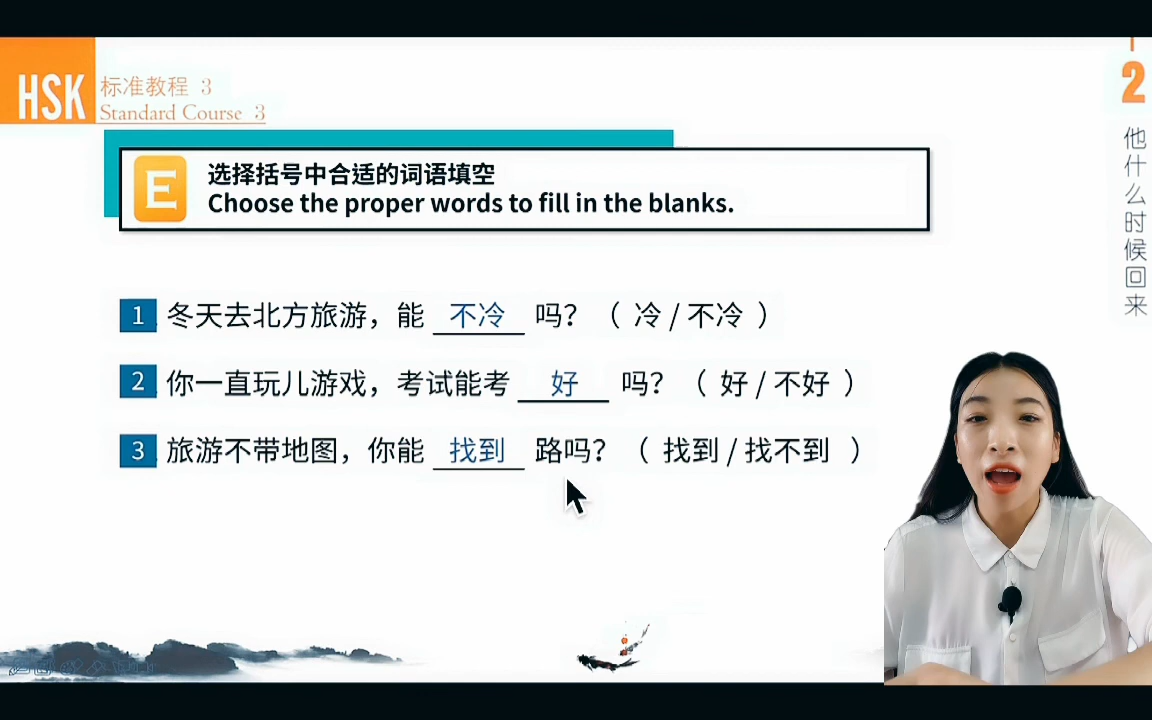 HSK
标准教程 3
Standard Course 3
2
他什么时候回来
E
选择括号中合适的词语填空
Choose the proper words to fill in the blanks.
1 冬天去北方旅游，能 不冷 吗？（ 冷 / 不冷 ）
2 你一直玩儿游戏，考试能考 好 吗？（ 好 / 不好 ）
3 旅游不带地图，你能 找到 路吗？（ 找到 / 找不到 ）